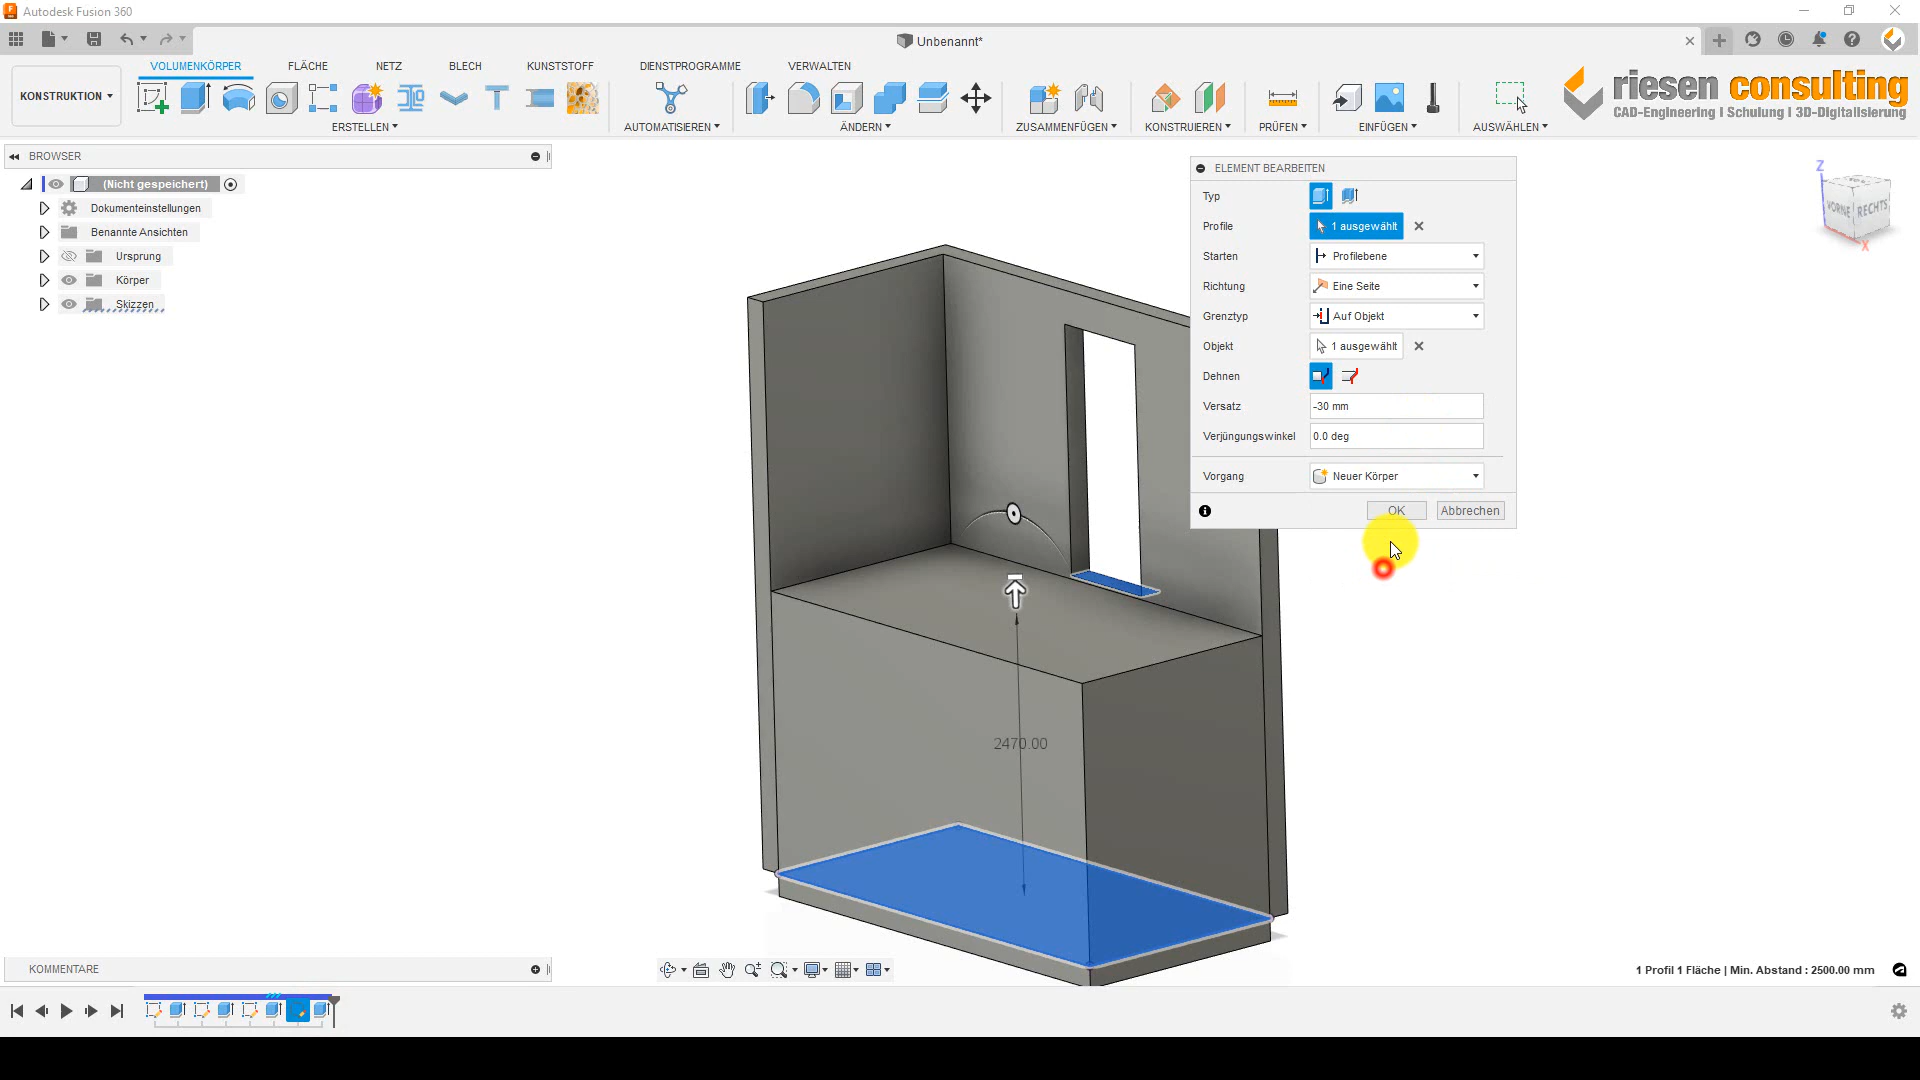 Autodesk Fusion 360
Unbenannt*
VOLUMENKÖRPER
FLÄCHE
NETZ
BLECH
KUNSTSTOFF
DIENSTPROGRAMME
VERWALTEN
KONSTRUKTION
ERSTELLEN
AUTOMATISIEREN
ÄNDERN
ZUSAMMENFÜGEN
KONSTRUIEREN
PRÜFEN
EINFÜGEN
AUSWÄHLEN
riesen consulting
CAD-Engineering I Schulung I 3D-Digitalisierung
BROWSER
(Nicht gespeichert)
Dokumenteinstellungen
Benannte Ansichten
Ursprung
Körper
Skizzen
ELEMENT BEARBEITEN
Typ
Profile 1 ausgewählt
Starten Profilebene
Richtung Eine Seite
Grenztyp Auf Objekt
Objekt 1 ausgewählt
Dehnen
Versatz -30 mm
Verjüngungswinkel 0.0 deg
Vorgang Neuer Körper
OK Abbrechen
Z
VORNE RECHTS
X
2470.00
KOMMENTARE
1 Profil 1 Fläche | Min. Abstand : 2500.00 mm